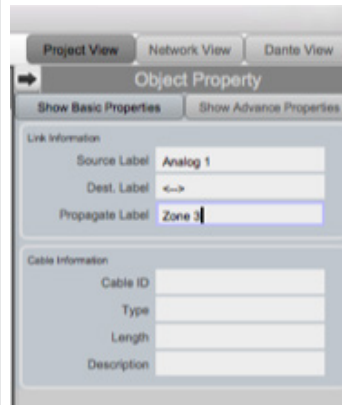 Project View Network View Dante View
Object Property
Show Basic Properties Show Advance Properties
Link Information
Source Label Analog 1
Dest. Label <-->
Propagate Label Zone 3
Cable Information
Cable ID
Type
Length
Description